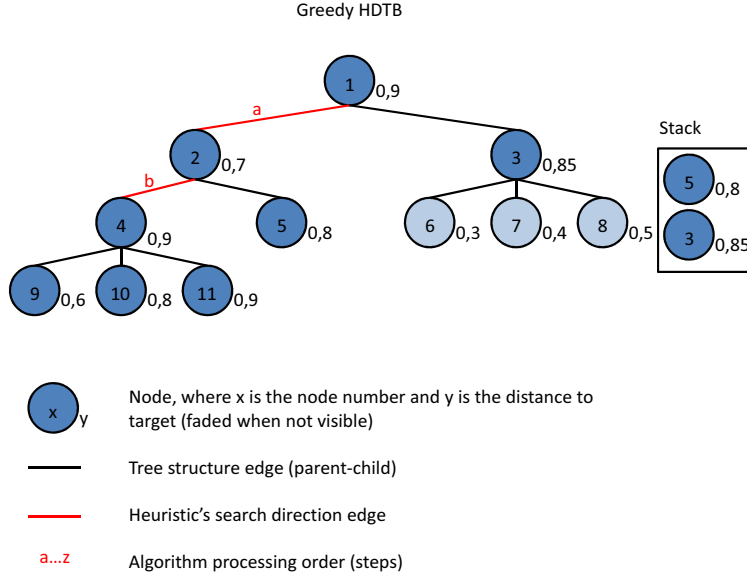 Greedy HDTB
1
0,9
a
Stack
2
0,7
3
0,85
5
0,8
b
4
0,9
5
0,8
6
0,3
7
0,4
8
0,5
3
0,85
9
0,6
10
0,8
11
0,9
x
y
Node, where x is the node number and y is the distance to
target (faded when not visible)
Tree structure edge (parent-child)
Heuristic's search direction edge
a...z
Algorithm processing order (steps)